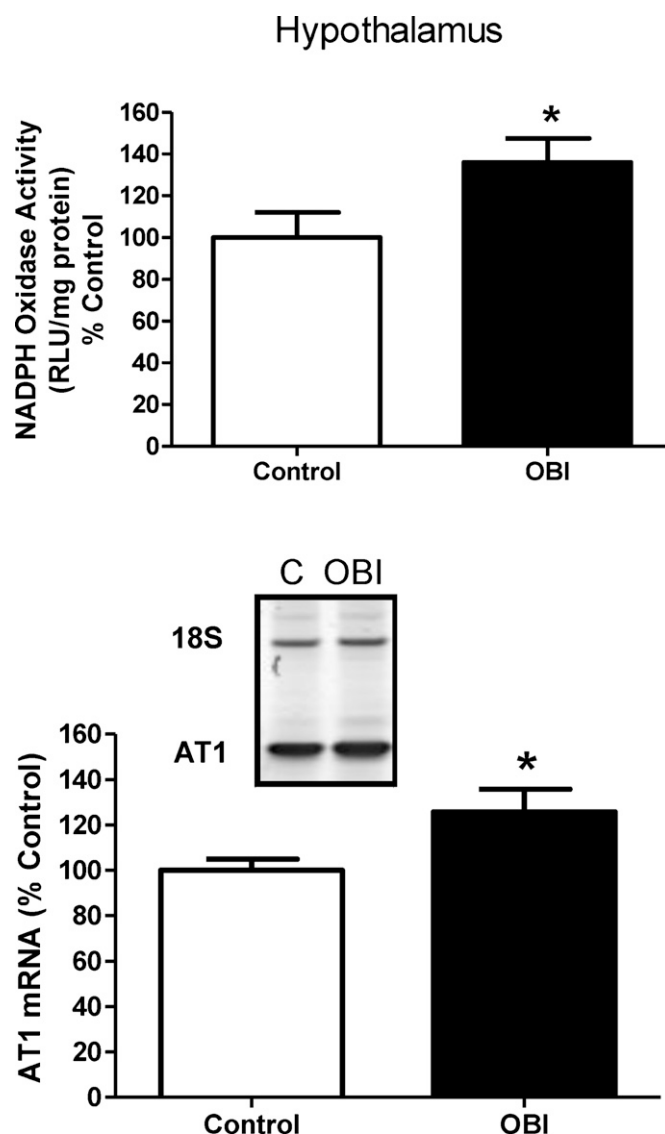 Hypothalamus
NADPH Oxidase Activity
(RLU/mg protein)
% Control
160
140
120
100
80
60
40
20
0
*
Control
OBI
C OBI
18S
AT1
AT1 mRNA (% Control)
160
140
120
100
80
60
40
20
0
*
Control
OBI